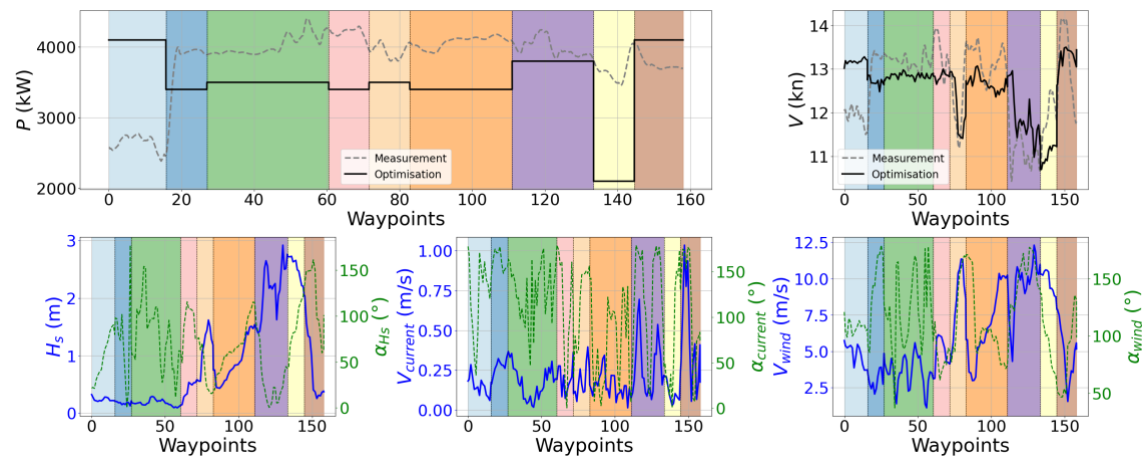 P (kW)
4000
3000
2000
Measurement
Optimisation
0 20 40 60 80 100 120 140 160
Waypoints
V (kn)
14
13
12
11
Measurement
Optimisation
0 50 100 150
Waypoints
H_s (m)
3
2
1
0
α_Hs (°)
150
100
50
0
0 50 100 150
Waypoints
V_current (m/s)
1.00
0.75
0.50
0.25
0.00
α_current (°)
150
100
50
0
0 50 100 150
Waypoints
V_wind (m/s)
12.5
10.0
7.5
5.0
2.5
α_wind (°)
150
100
50
0 50 100 150
Waypoints